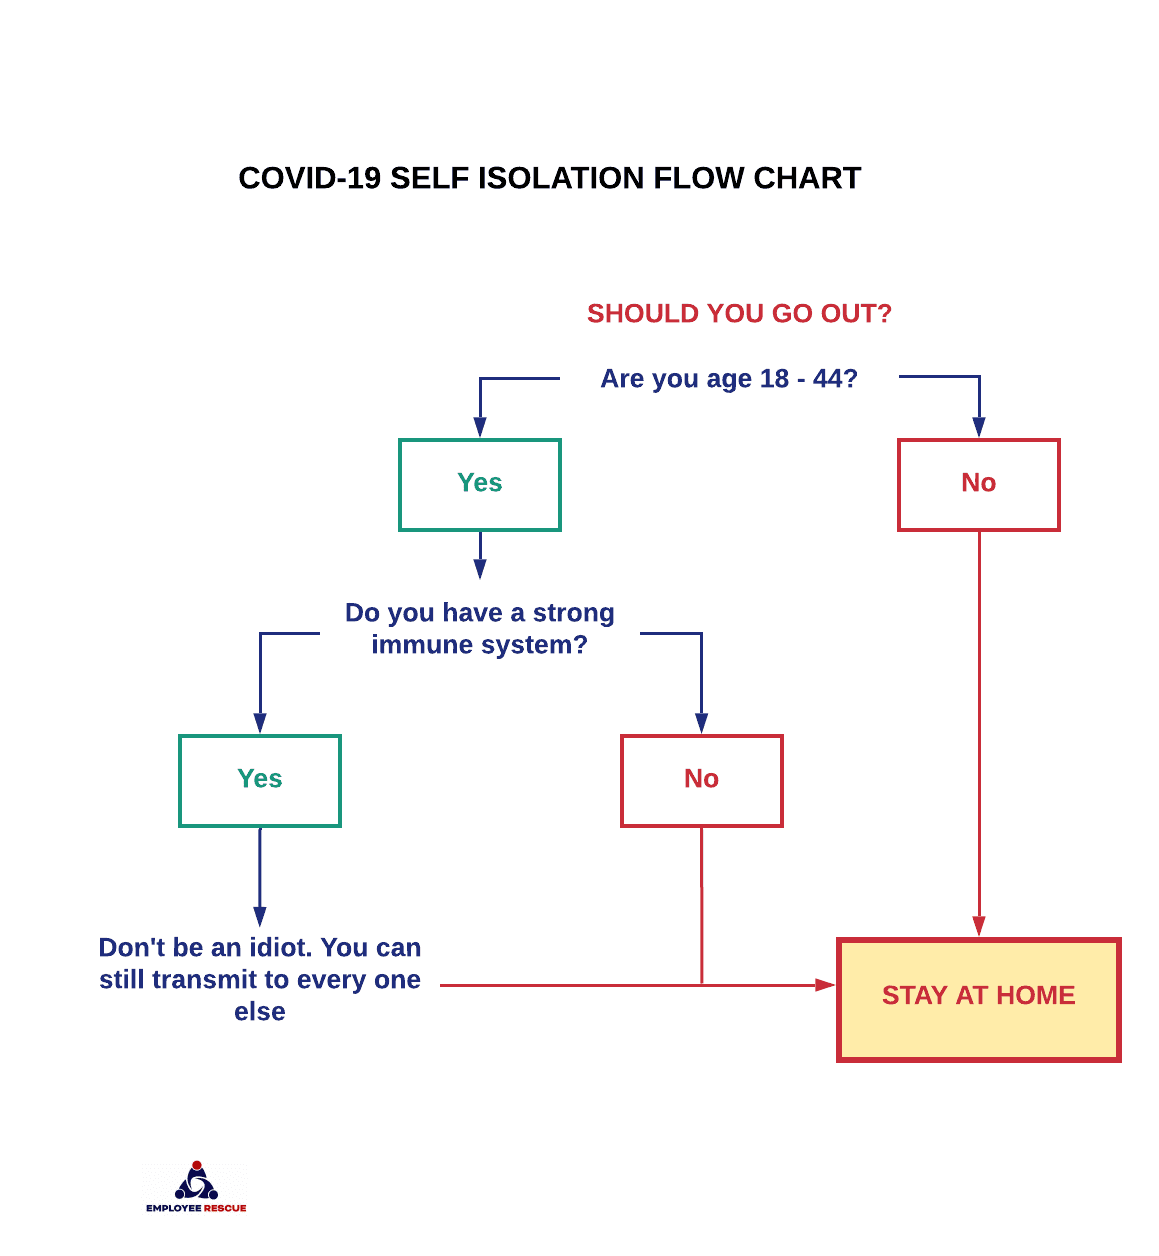 COVID-19 SELF ISOLATION FLOW CHART
SHOULD YOU GO OUT?
Are you age 18 - 44?
Yes
No
Do you have a strong
immune system?
Yes
No
Don't be an idiot. You can
still transmit to every one
else
STAY AT HOME
EMPLOYEE RESCUE